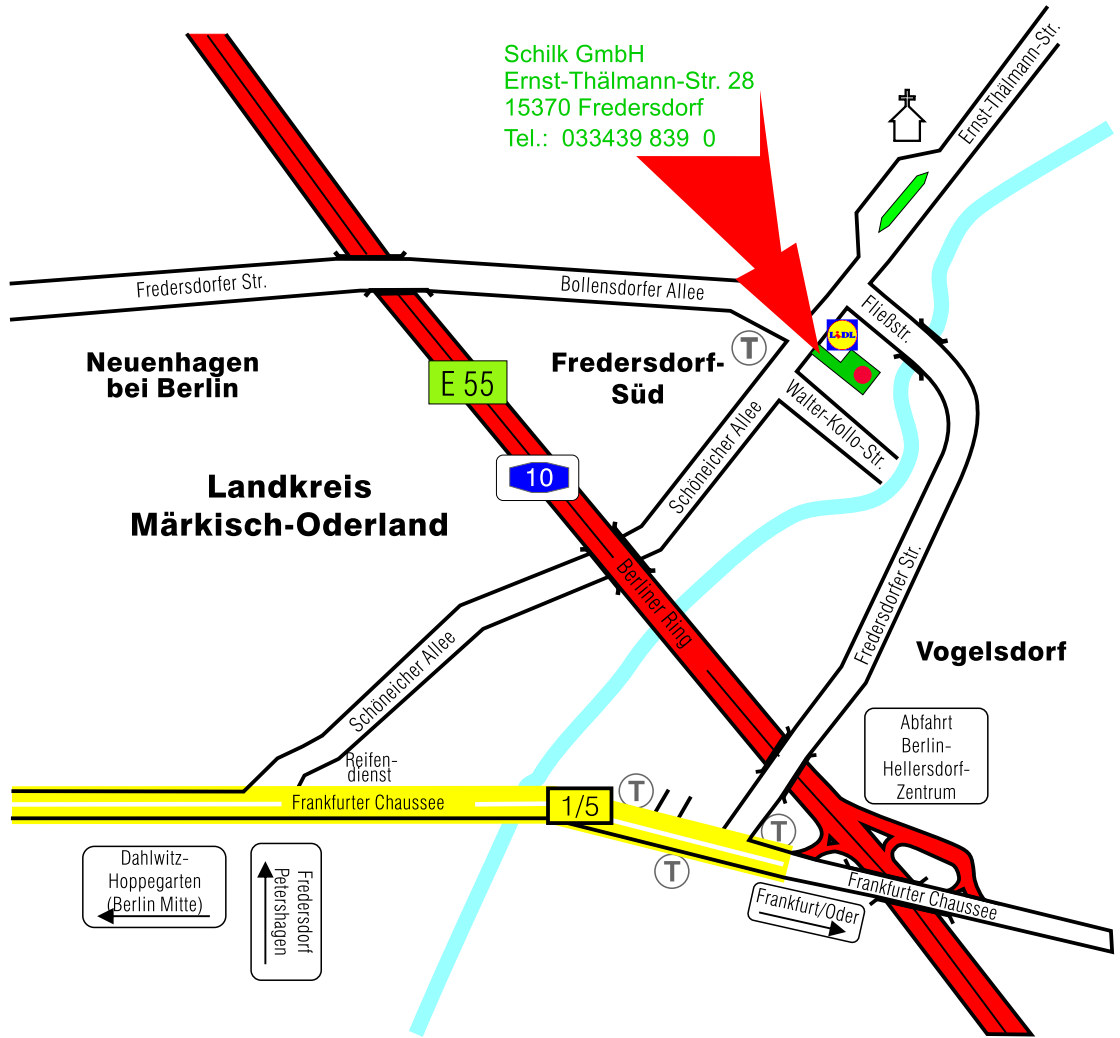 Schilk GmbH
Ernst-Thälmann-Str. 28
15370 Fredersdorf
Tel.:  033439 839  0
Ernst-Thälmann-Str.
Fredersdorfer Str.
Bollensdorfer Allee
Fließstr.
LIDL
T
Neuenhagen
bei Berlin
Fredersdorf-
Süd
E 55
Walter-Kollo-Str.
Schöneicher Allee
10
Landkreis
Märkisch-Oderland
Berliner Ring
Fredersdorfer Str.
Vogelsdorf
Schöneicher Allee
Abfahrt
Berlin-
Hellersdorf-
Zentrum
Reifen-
dienst
Frankfurter Chaussee
1/5
T
T
T
Dahlwitz-
Hoppegarten
(Berlin Mitte)
Fredersdorf
Petershagen
Frankfurt/Oder
Frankfurter Chaussee